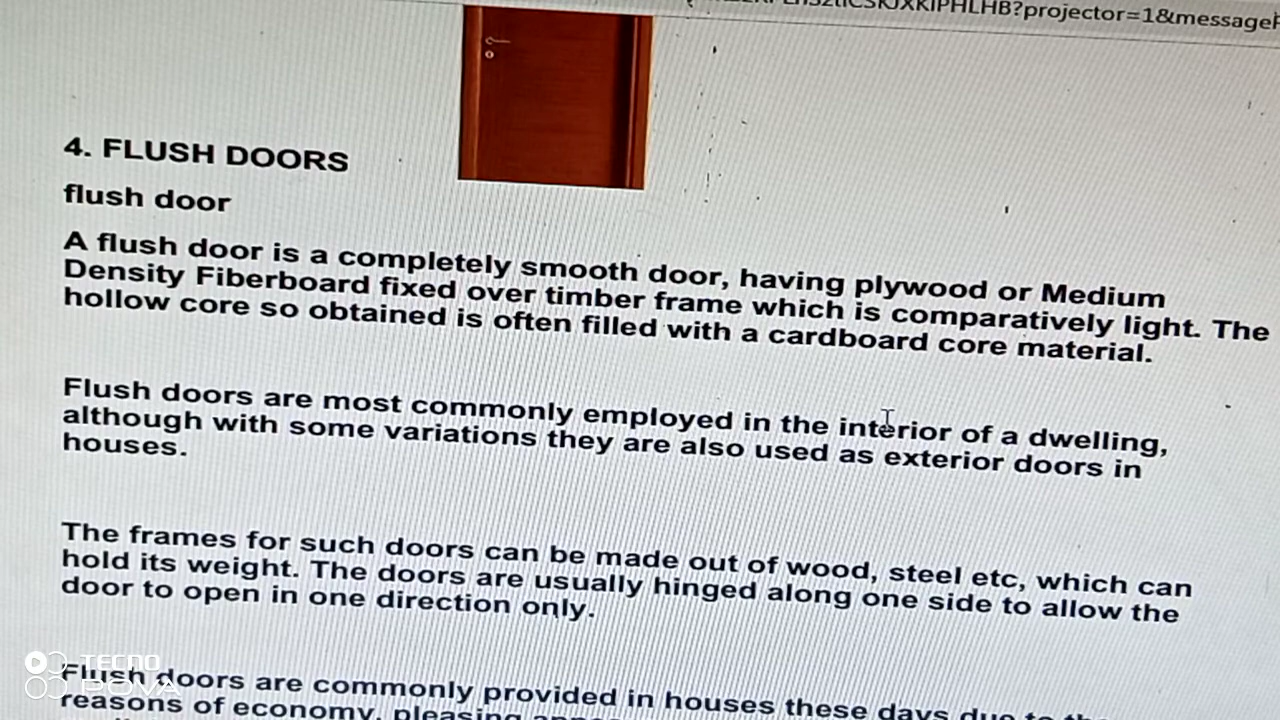 HLHB?projector=1&message
4. FLUSH DOORS
flush door
A flush door is a completely smooth door, having plywood or Medium
Density Fiberboard fixed over timber frame which is comparatively light. The
hollow core so obtained is often filled with a cardboard core material.
Flush doors are most commonly employed in the interior of a dwelling,
although with some variations they are also used as exterior doors in
houses.
The frames for such doors can be made out of wood, steel etc, which can
hold its weight. The doors are usually hinged along one side to allow the
door to open in one direction only.
Flush doors are commonly provided in houses these days due to
reasons of economy, pleasing
TECNO
POVA